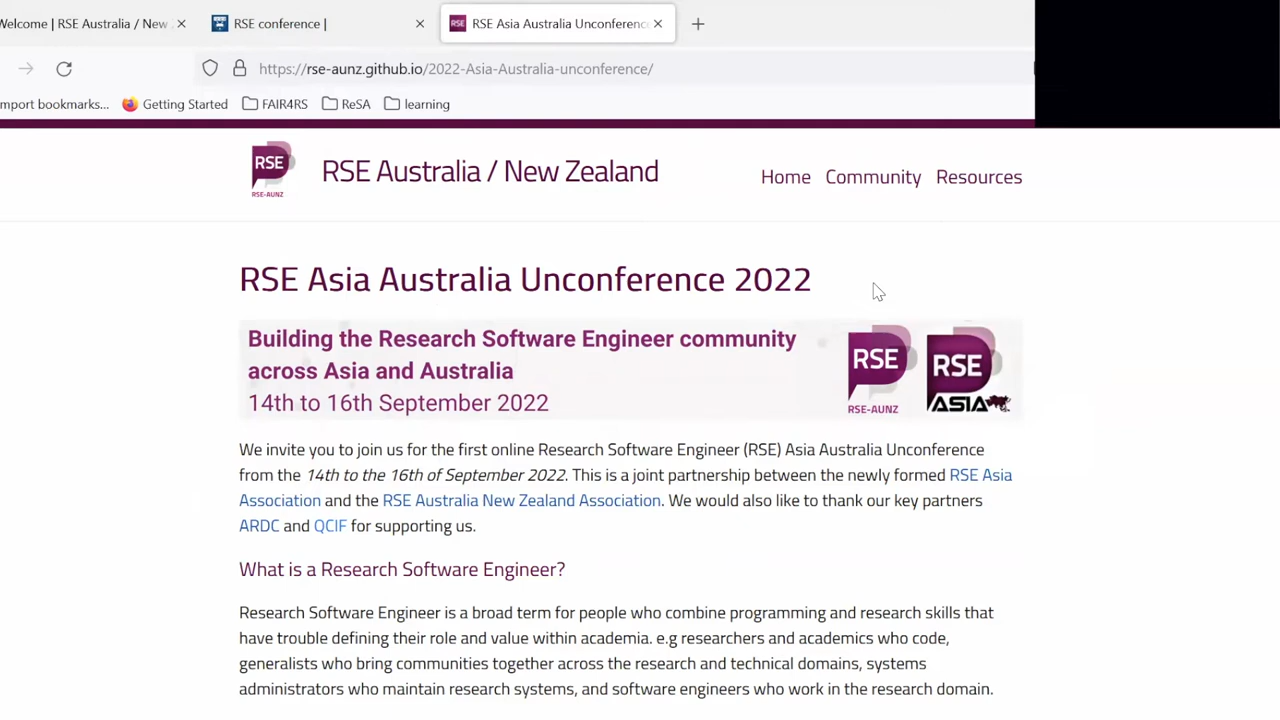 Welcome | RSE Australia / New
RSE conference |
RSE Asia Australia Unconference
https://rse-aunz.github.io/2022-Asia-Australia-unconference/
mport bookmarks...
Getting Started
FAIR4RS
ReSA
learning
RSE
RSE-AUNZ
RSE Australia / New Zealand
Home
Community
Resources
RSE Asia Australia Unconference 2022
Building the Research Software Engineer community
across Asia and Australia
14th to 16th September 2022
RSE
RSE-AUNZ
RSE
ASIA
We invite you to join us for the first online Research Software Engineer (RSE) Asia Australia Unconference
from the 14th to the 16th of September 2022. This is a joint partnership between the newly formed RSE Asia
Association and the RSE Australia New Zealand Association. We would also like to thank our key partners
ARDC and QCIF for supporting us.
What is a Research Software Engineer?
Research Software Engineer is a broad term for people who combine programming and research skills that
have trouble defining their role and value within academia. e.g researchers and academics who code,
generalists who bring communities together across the research and technical domains, systems
administrators who maintain research systems, and software engineers who work in the research domain.